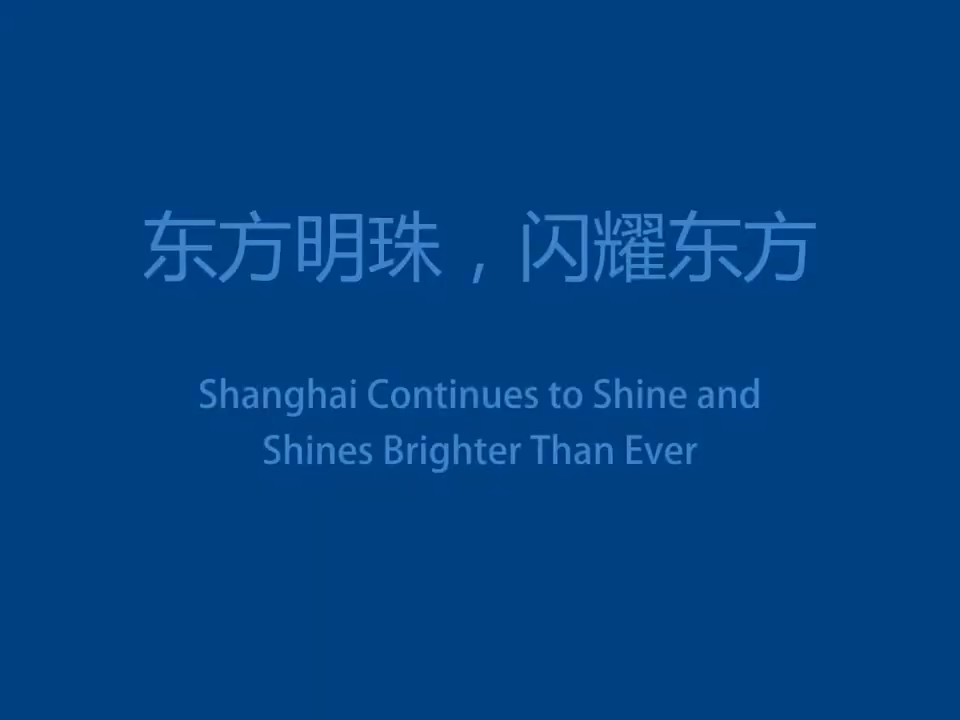 东方明珠，闪耀东方
Shanghai Continues to Shine and
Shines Brighter Than Ever